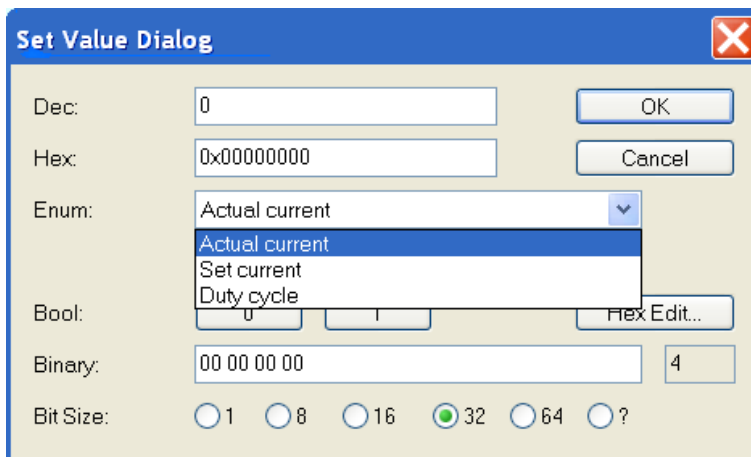 Set Value Dialog
Dec: 0 OK
Hex: 0x00000000 Cancel
Enum: Actual current
Actual current
Set current
Duty cycle
Bool: 0 1 Hex Edit...
Binary: 00 00 00 00 4
Bit Size: 1 8 16 32 64 ?